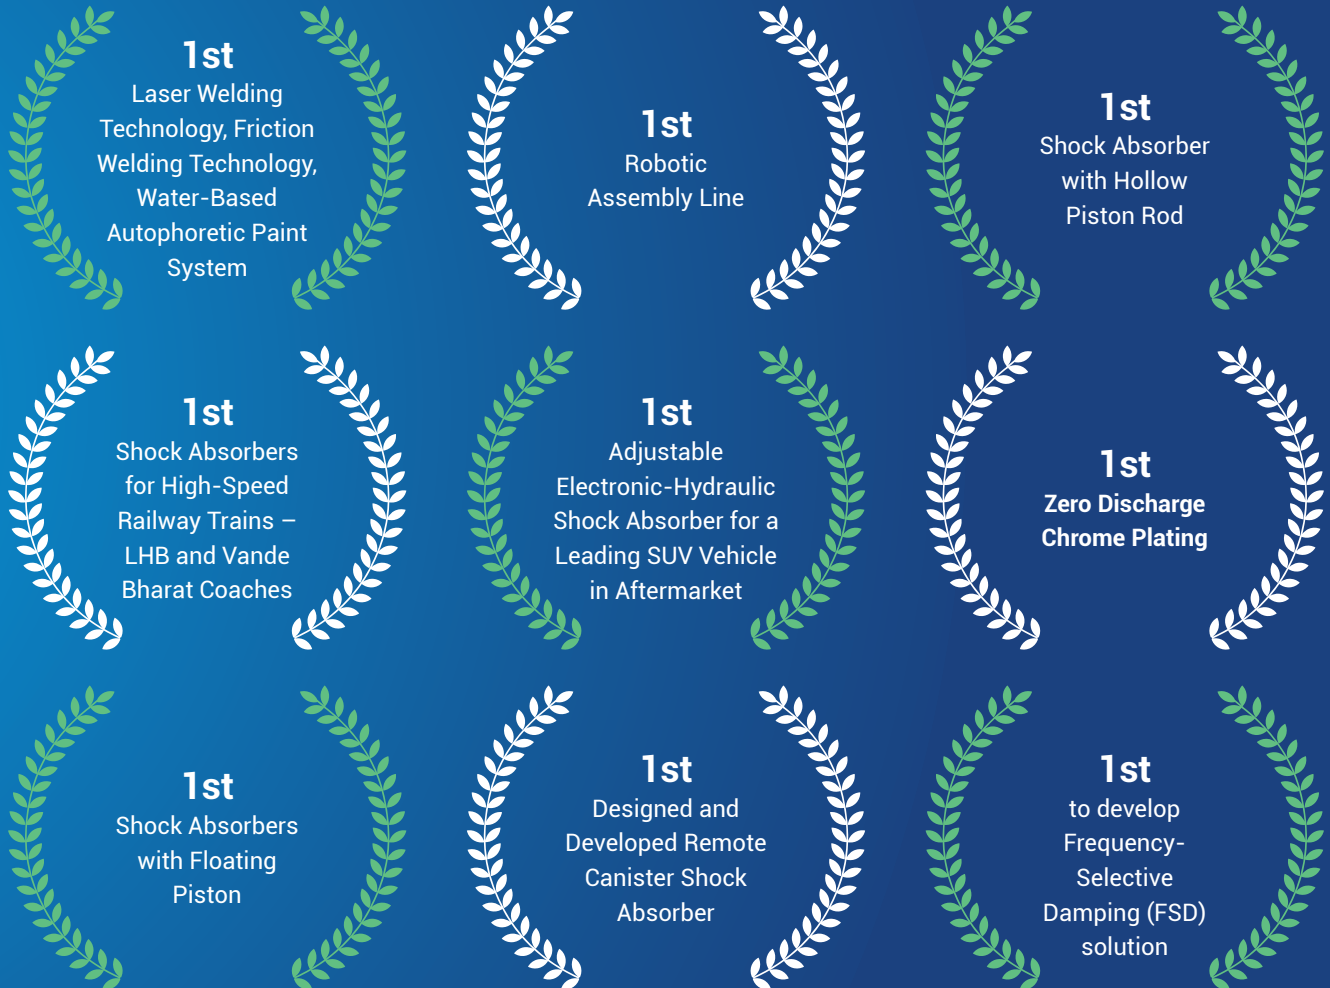 1st
Laser Welding
Technology, Friction
Welding Technology,
Water-Based
Autophoretic Paint
System
1st
Robotic
Assembly Line
1st
Shock Absorber
with Hollow
Piston Rod
1st
Shock Absorbers
for High-Speed
Railway Trains –
LHB and Vande
Bharat Coaches
1st
Adjustable
Electronic-Hydraulic
Shock Absorber for a
Leading SUV Vehicle
in Aftermarket
1st
Zero Discharge
Chrome Plating
1st
Shock Absorbers
with Floating
Piston
1st
Designed and
Developed Remote
Canister Shock
Absorber
1st
to develop
Frequency-
Selective
Damping (FSD)
solution